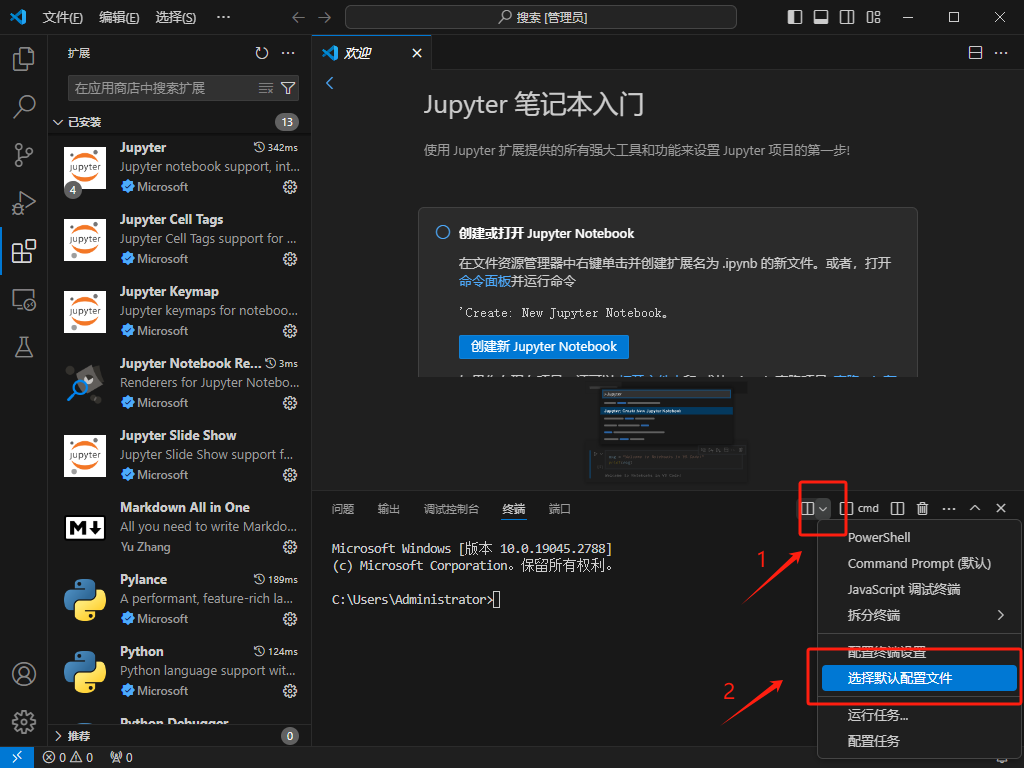 文件(F) 编辑(E) 选择(S) ··· 搜索 [管理员]
扩展 ···
在应用商店中搜索扩展
已安装 13
Jupyter 342ms
Jupyter notebook support, int...
Microsoft
4
Jupyter Cell Tags
Jupyter Cell Tags support for ...
Microsoft
Jupyter Keymap
Jupyter keymaps for noteboo...
Microsoft
Jupyter Notebook Re... 3ms
Renderers for Jupyter Notebo...
Microsoft
Jupyter Slide Show
Jupyter Slide Show support f...
Microsoft
Markdown All in One
All you need to write Markdo...
Yu Zhang
Pylance 189ms
A performant, feature-rich la...
Microsoft
Python 124ms
Python language support wit...
Microsoft
Python Debugger
推荐 0
欢迎
Jupyter 笔记本入门
使用 Jupyter 扩展提供的所有强大工具和功能来设置 Jupyter 项目的第一步!
创建或打开 Jupyter Notebook
在文件资源管理器中右键单击并创建扩展名为 .ipynb 的新文件。或者，打开
命令面板并运行命令
'Create: New Jupyter Notebook。
创建新 Jupyter Notebook
Jupyter: Create New Jupyter Notebook
问题 输出 调试控制台 终端 端口 cmd ···
Microsoft Windows [版本 10.0.19045.2788]
(c) Microsoft Corporation。保留所有权利。
C:\Users\Administrator>
1
2
PowerShell
Command Prompt (默认)
JavaScript 调试终端
拆分终端
配置终端设置
选择默认配置文件
运行任务...
配置任务
0 0 0